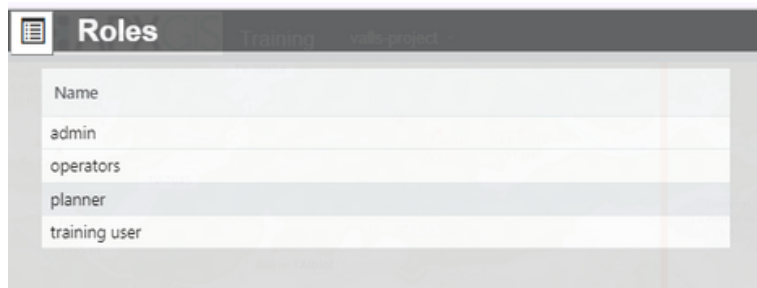 Roles
Training valls-project
Name
admin
operators
planner
training user